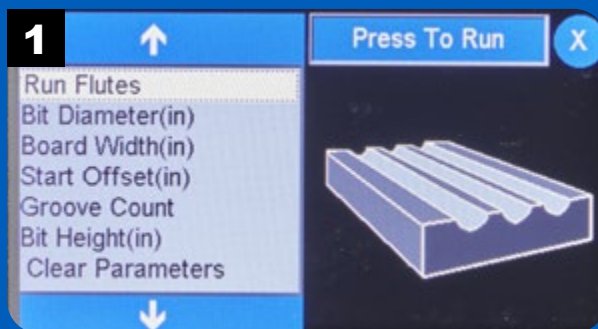 1
Press To Run
X
Run Flutes
Bit Diameter(in)
Board Width(in)
Start Offset(in)
Groove Count
Bit Height(in)
Clear Parameters